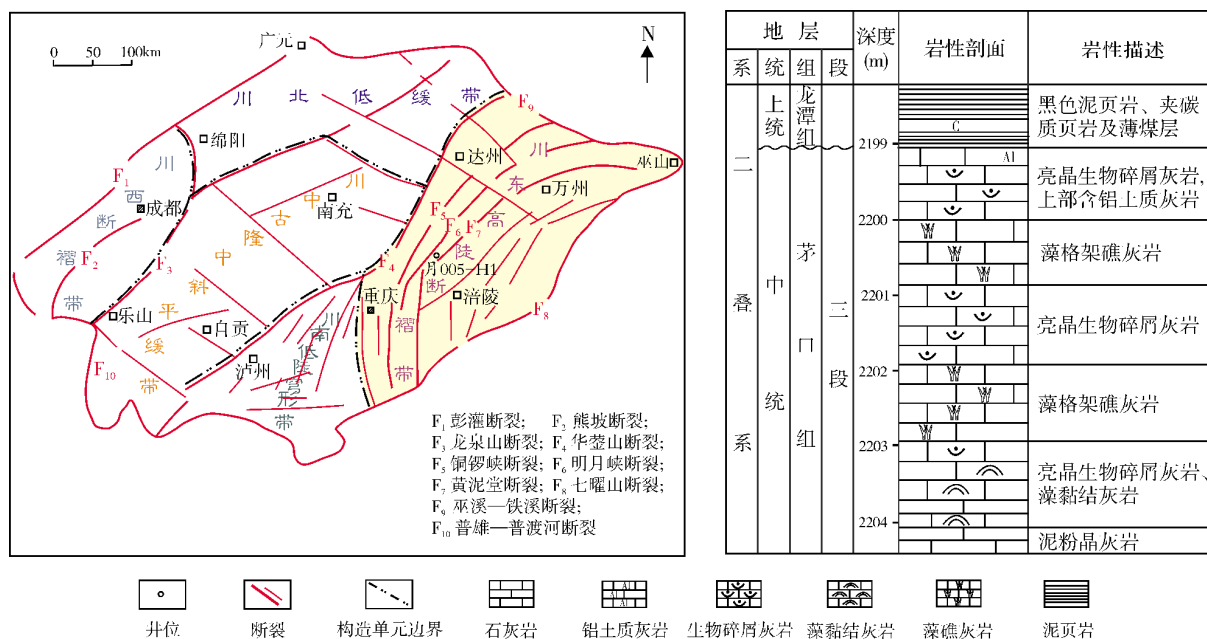 0 50 100km
N
广元
川北低缓带
F9
绵阳
达州
巫山
川西断褶带
F1
成都
F2
F3
川中古隆中斜平缓带
南充
万州
川东高陡断褶带
F5
F6
F7
F4
月005-H1
重庆
涪陵
F8
乐山
自贡
泸州
F10
川南低陡穹形带
F1 彭灌断裂; F2 熊坡断裂;
F3 龙泉山断裂; F4 华蓥山断裂;
F5 铜锣峡断裂; F6 明月峡断裂;
F7 黄泥堂断裂; F8 七曜山断裂;
F9 巫溪—铁溪断裂;
F10 普雄—普渡河断裂
地层
系 统 组 段
深度
(m)
岩性剖面
岩性描述
二叠系
上统
龙潭组
中统
茅口组
三段
2199
2200
2201
2202
2203
2204
C
Al
黑色泥页岩、夹碳
质页岩及薄煤层
亮晶生物碎屑灰岩,
上部含铝土质灰岩
藻格架礁灰岩
亮晶生物碎屑灰岩
藻格架礁灰岩
亮晶生物碎屑灰岩、
藻黏结灰岩
泥粉晶灰岩
Al
Al
Al
井位 断裂 构造单元边界 石灰岩 铝土质灰岩 生物碎屑灰岩 藻黏结灰岩 藻礁灰岩 泥页岩